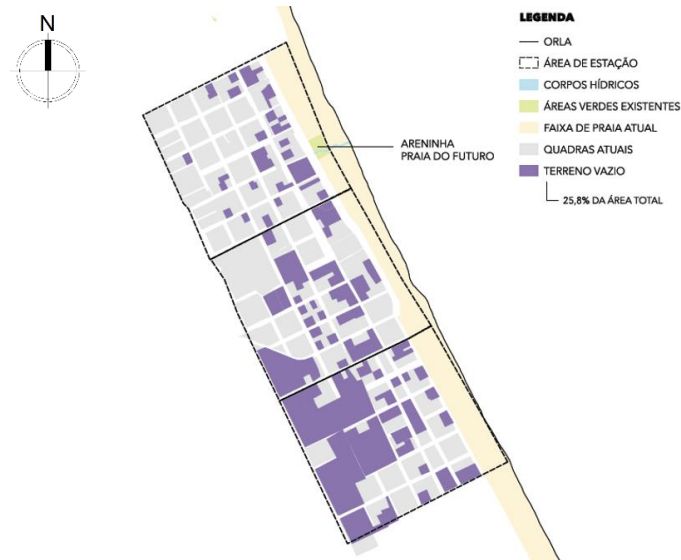 N
LEGENDA
ORLA
ÁREA DE ESTAÇÃO
CORPOS HÍDRICOS
ÁREAS VERDES EXISTENTES
FAIXA DE PRAIA ATUAL
QUADRAS ATUAIS
TERRENO VAZIO
25,8% DA ÁREA TOTAL
ARENINHA
PRAIA DO FUTURO